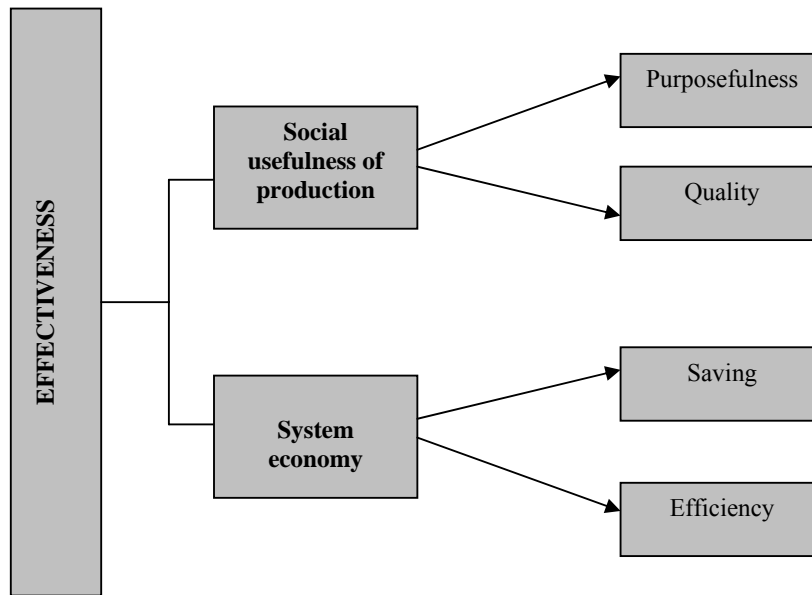 EFFECTIVENESS
Social
usefulness of
production
Purposefulness
Quality
System
economy
Saving
Efficiency